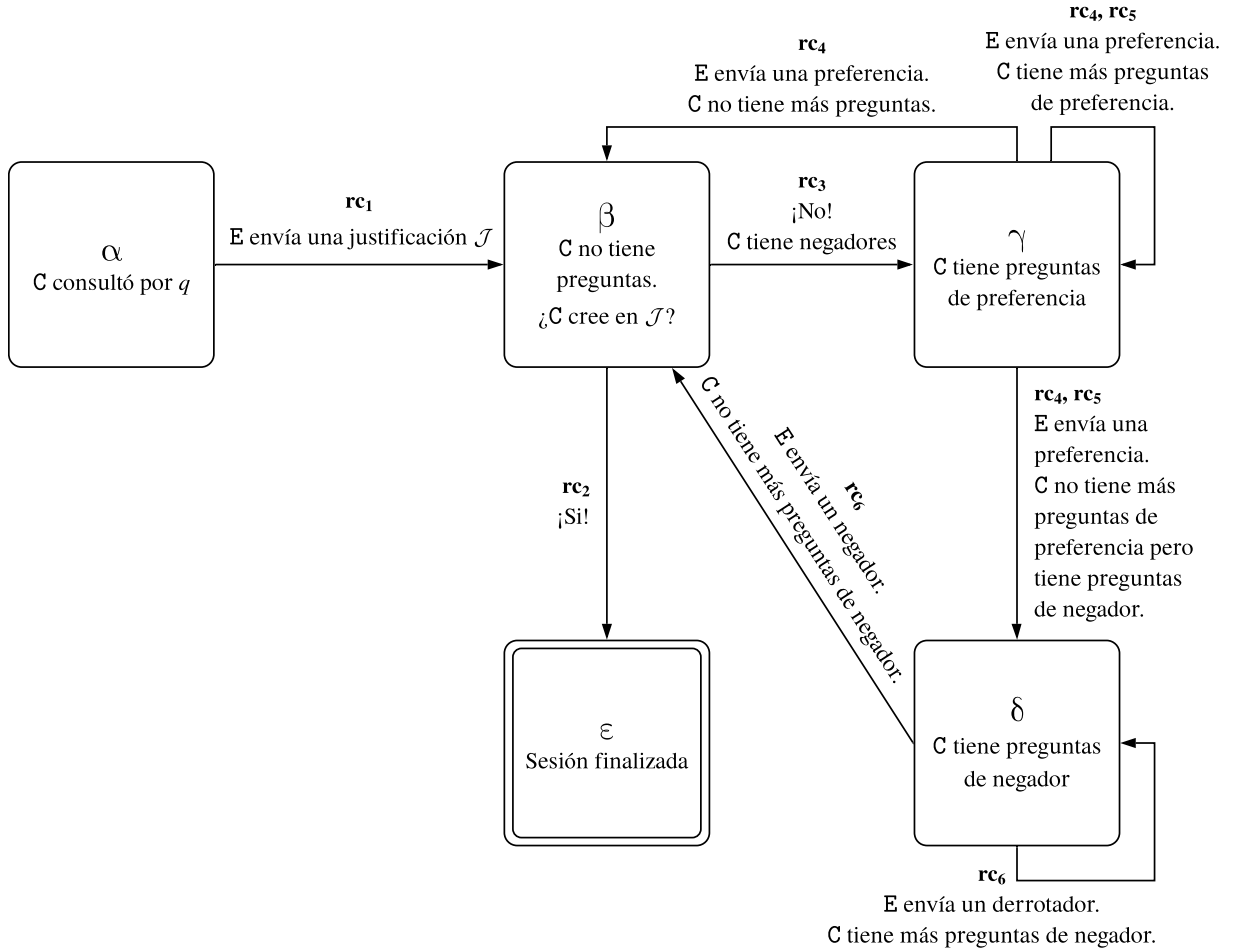 rc4, rc5
E envía una preferencia.
C tiene más preguntas
de preferencia.
rc4
E envía una preferencia.
C no tiene más preguntas.
α
C consultó por q
rc1
E envía una justificación 𝒥
β
C no tiene
preguntas.
¿C cree en 𝒥?
rc3
¡No!
C tiene negadores
γ
C tiene preguntas
de preferencia
rc2
¡Si!
rc6
E envía un negador.
C no tiene más preguntas de negador.
rc4, rc5
E envía una
preferencia.
C no tiene más
preguntas de
preferencia pero
tiene preguntas
de negador.
ε
Sesión finalizada
δ
C tiene preguntas
de negador
rc6
E envía un derrotador.
C tiene más preguntas de negador.